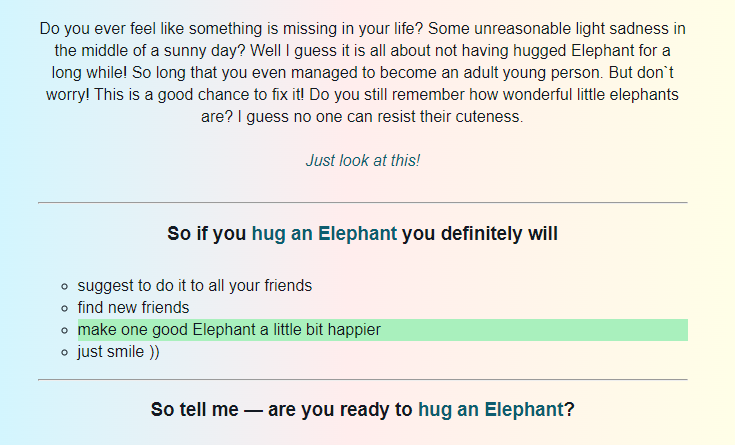 Do you ever feel like something is missing in your life? Some unreasonable light sadness in
the middle of a sunny day? Well I guess it is all about not having hugged Elephant for a
long while! So long that you even managed to become an adult young person. But don`t
worry! This is a good chance to fix it! Do you still remember how wonderful little elephants
are? I guess no one can resist their cuteness.
Just look at this!
So if you hug an Elephant you definitely will
suggest to do it to all your friends
find new friends
make one good Elephant a little bit happier
just smile ))
So tell me — are you ready to hug an Elephant?